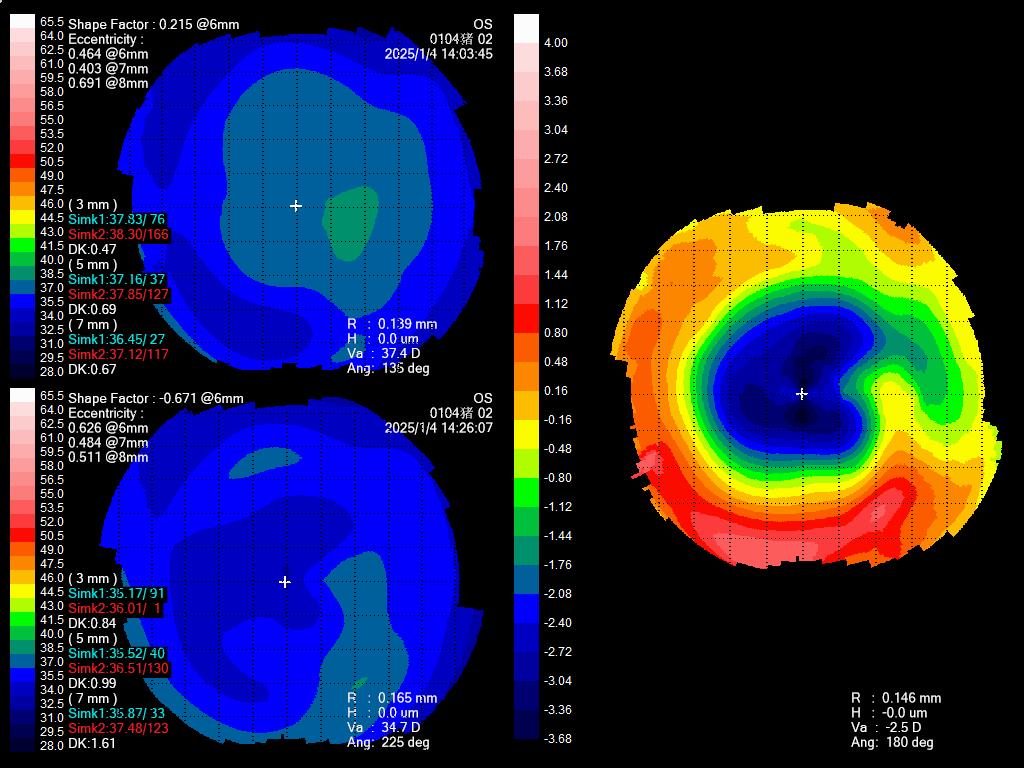 65.5
64.0
62.5
61.0
59.5
58.0
56.5
55.0
53.5
52.0
50.5
49.0
47.5
46.0
44.5
43.0
41.5
40.0
38.5
37.0
35.5
34.0
32.5
31.0
29.5
28.0
Shape Factor : 0.215 @6mm
Eccentricity :
0.464 @6mm
0.403 @7mm
0.691 @8mm
OS
0104猪 02
2025/1/4 14:03:45
( 3 mm )
Simk1:37.83/ 76
Simk2:38.30/166
DK:0.47
( 5 mm )
Simk1:37.16/ 37
Simk2:37.85/127
DK:0.69
( 7 mm )
Simk1:36.45/ 27
Simk2:37.12/117
DK:0.67
R : 0.139 mm
H : 0.0 um
Va : 37.4 D
Ang: 135 deg
65.5
64.0
62.5
61.0
59.5
58.0
56.5
55.0
53.5
52.0
50.5
49.0
47.5
46.0
44.5
43.0
41.5
40.0
38.5
37.0
35.5
34.0
32.5
31.0
29.5
28.0
Shape Factor : -0.671 @6mm
Eccentricity :
0.626 @6mm
0.484 @7mm
0.511 @8mm
OS
0104猪 02
2025/1/4 14:26:07
( 3 mm )
Simk1:35.17/ 91
Simk2:36.01/ 1
DK:0.84
( 5 mm )
Simk1:35.52/ 40
Simk2:36.51/130
DK:0.99
( 7 mm )
Simk1:35.87/ 33
Simk2:37.48/123
DK:1.61
R : 0.165 mm
H : 0.0 um
Va : 34.7 D
Ang: 225 deg
4.00
3.68
3.36
3.04
2.72
2.40
2.08
1.76
1.44
1.12
0.80
0.48
0.16
-0.16
-0.48
-0.80
-1.12
-1.44
-1.76
-2.08
-2.40
-2.72
-3.04
-3.36
-3.68
R : 0.146 mm
H : -0.0 um
Va : -2.5 D
Ang: 180 deg